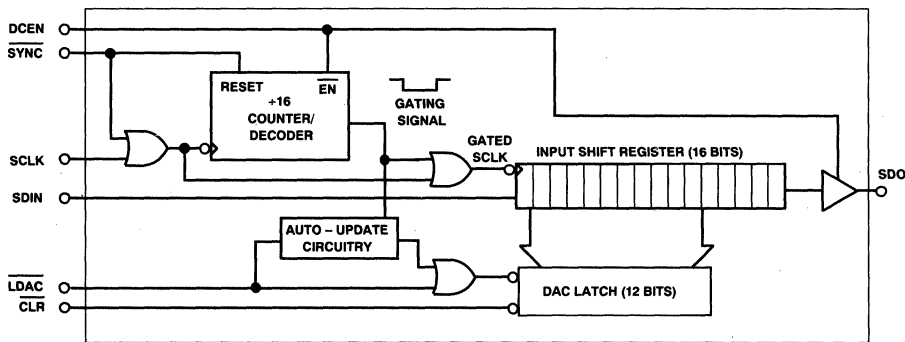 DCEN
SYNC
RESET
EN
÷16
COUNTER/
DECODER
GATING
SIGNAL
SCLK
GATED
SCLK
INPUT SHIFT REGISTER (16 BITS)
SDO
SDIN
AUTO – UPDATE
CIRCUITRY
LDAC
CLR
DAC LATCH (12 BITS)